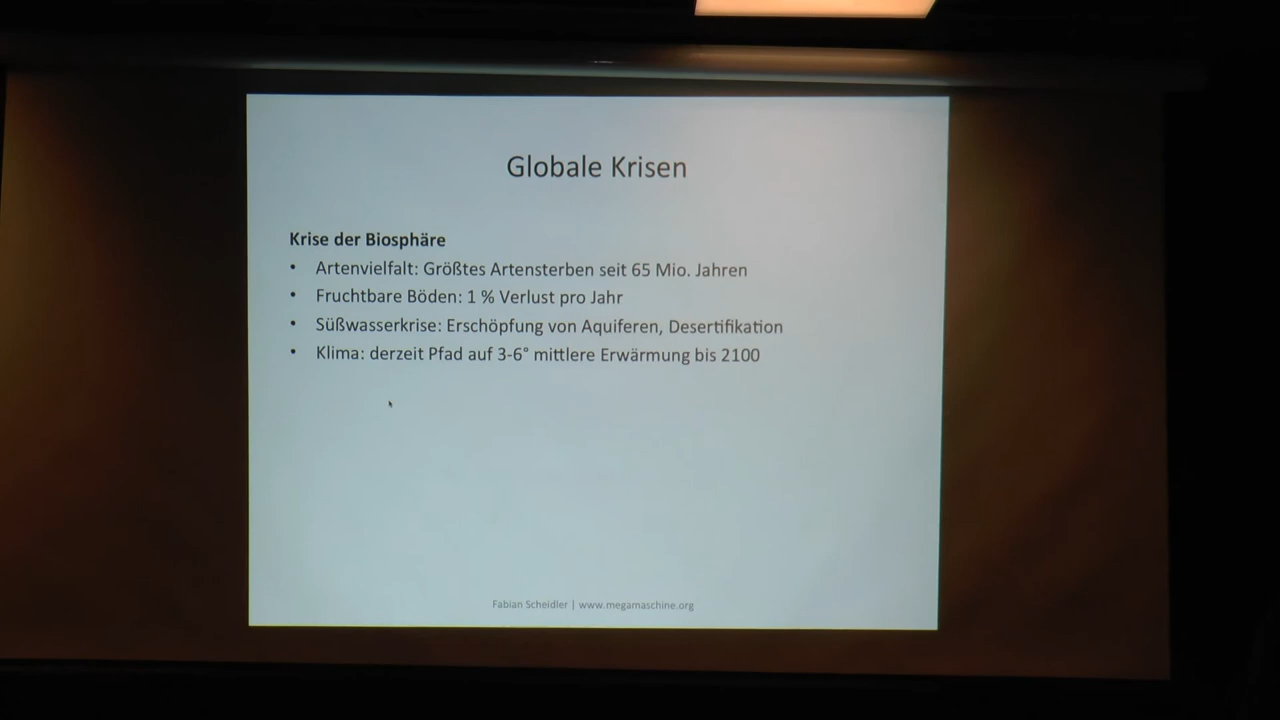 Globale Krisen
Krise der Biosphäre
• Artenvielfalt: Größtes Artensterben seit 65 Mio. Jahren
• Fruchtbare Böden: 1 % Verlust pro Jahr
• Süßwasserkrise: Erschöpfung von Aquiferen, Desertifikation
• Klima: derzeit Pfad auf 3-6° mittlere Erwärmung bis 2100
Fabian Scheidler | www.megamaschine.org